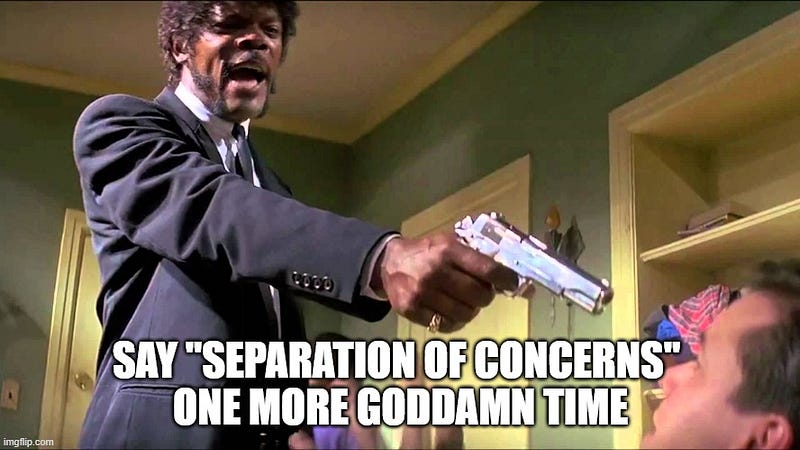 SAY "SEPARATION OF CONCERNS"
ONE MORE GODDAMN TIME
imgflip.com